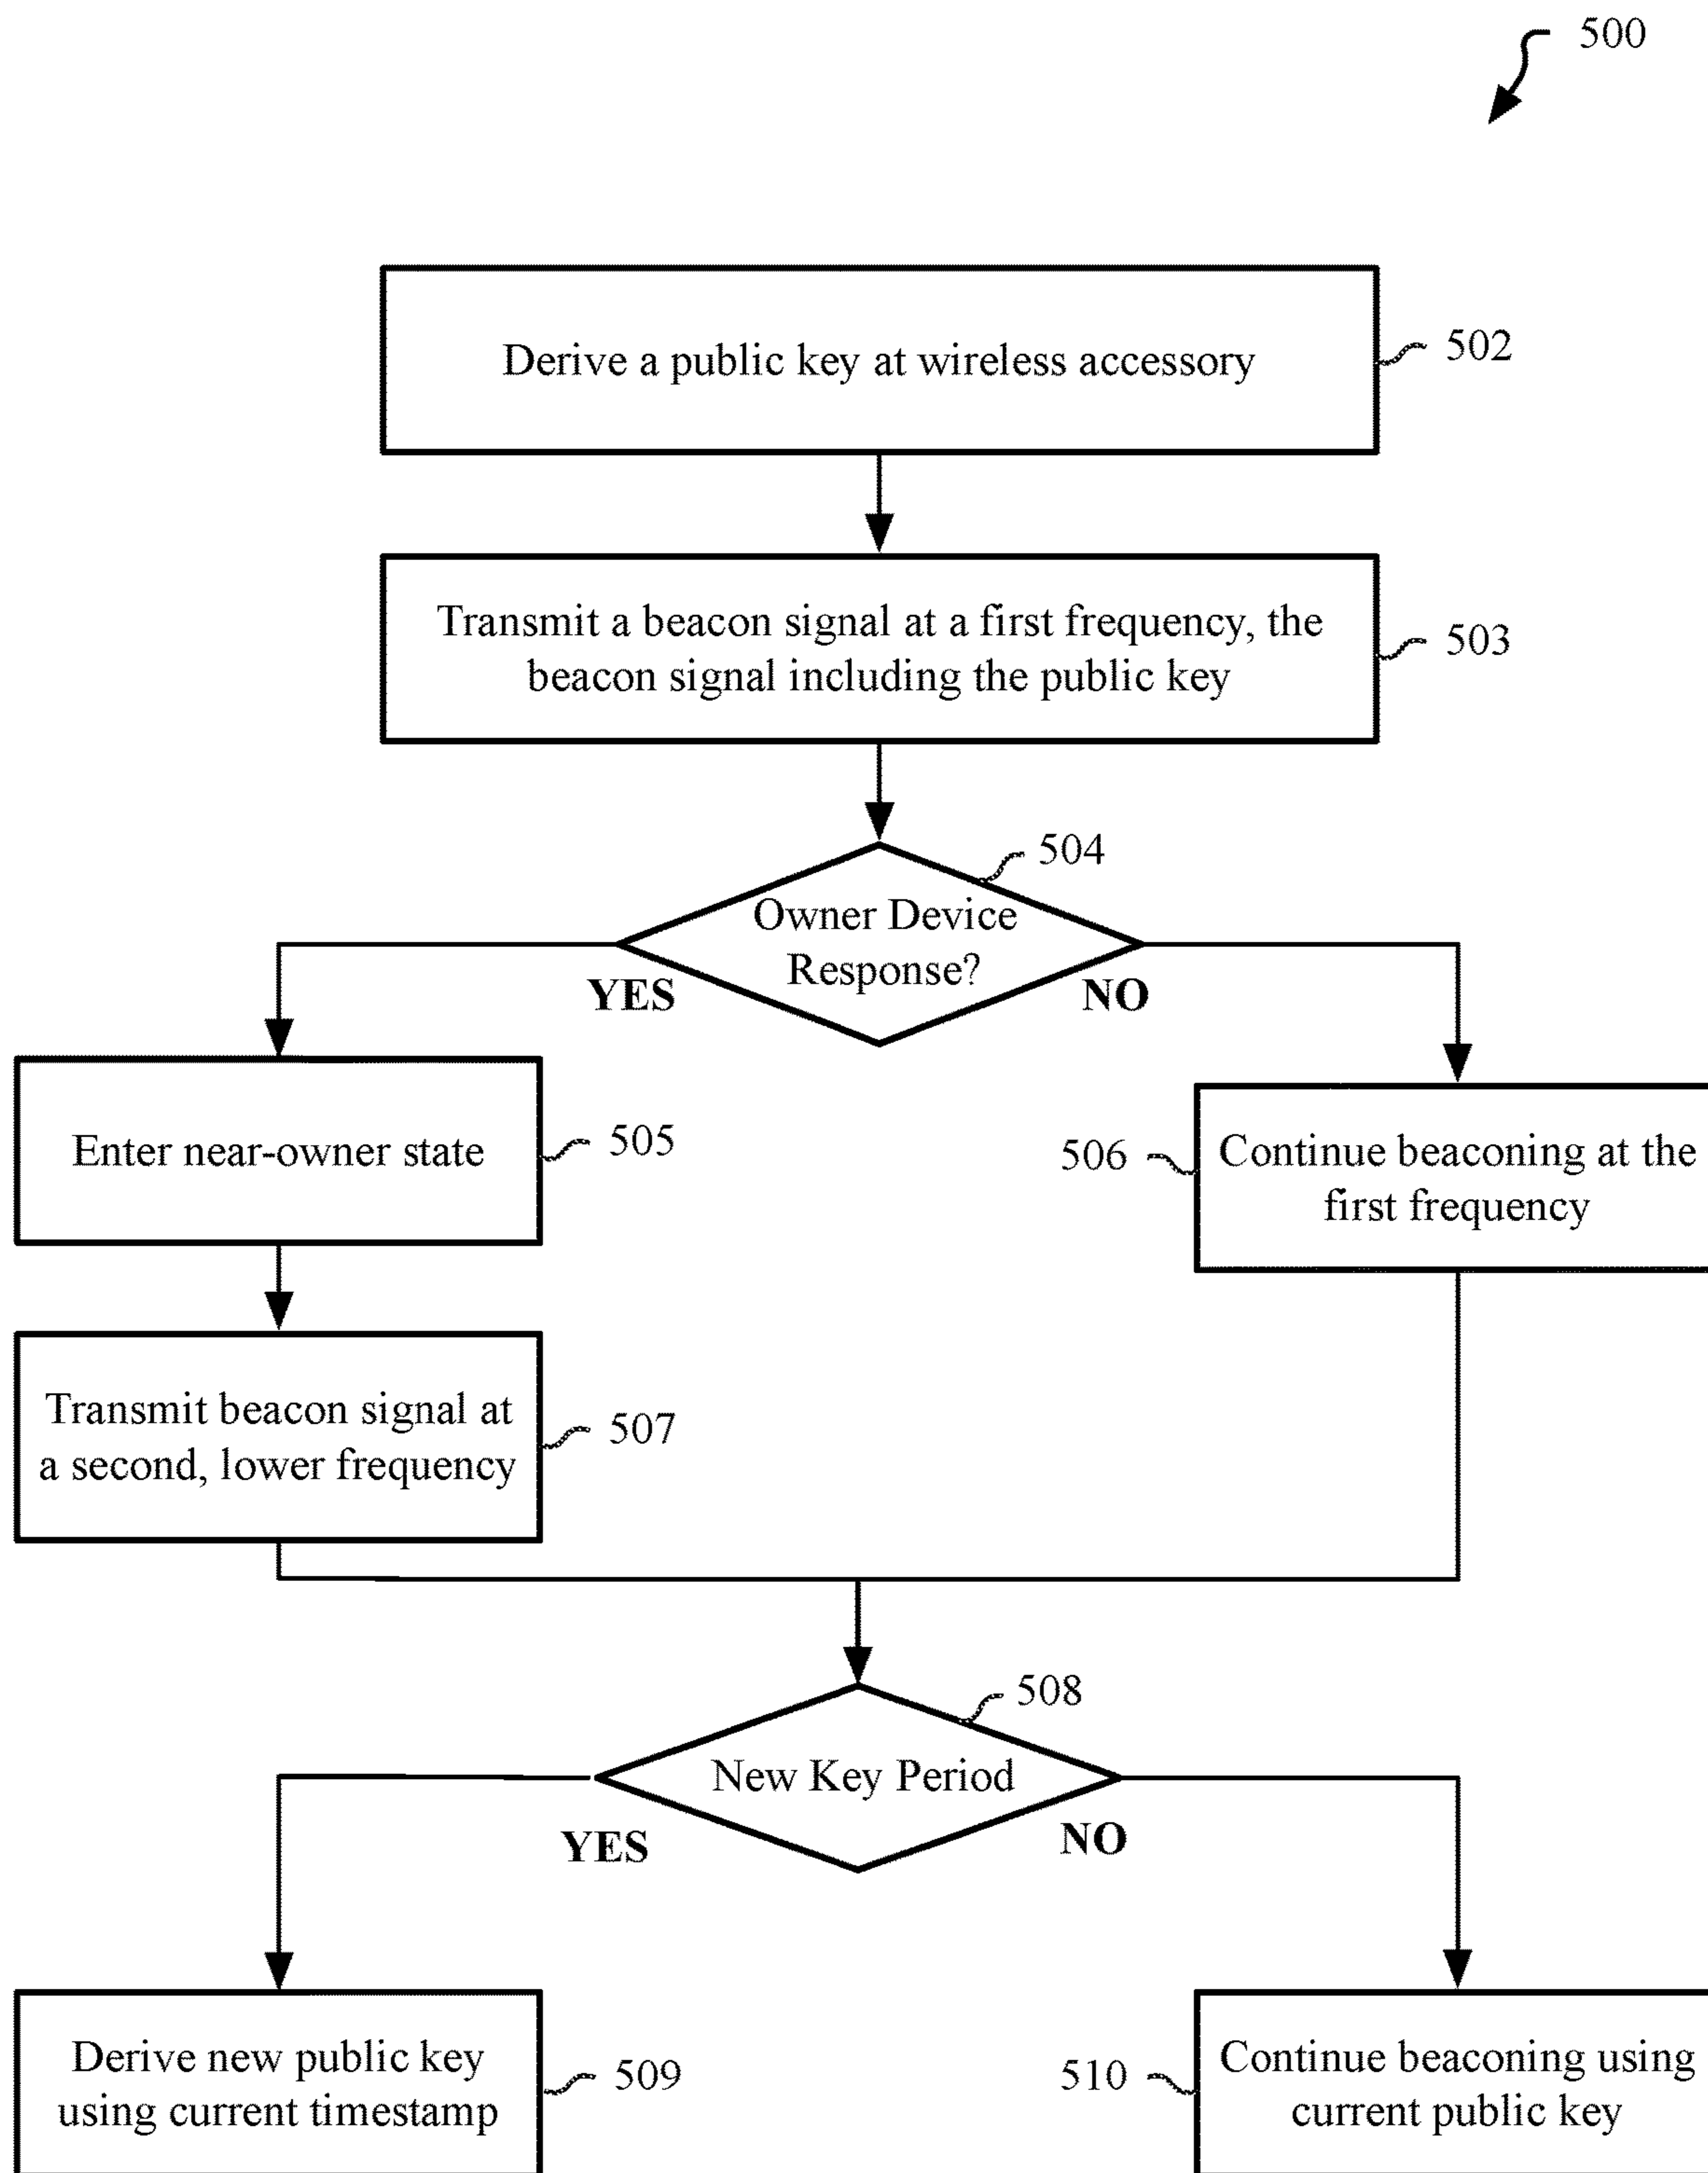 500
Derive a public key at wireless accessory
502
Transmit a beacon signal at a first frequency, the
beacon signal including the public key
503
504
Owner Device
Response?
YES
NO
Enter near-owner state
505
506
Continue beaconing at the
first frequency
Transmit beacon signal at
a second, lower frequency
507
508
New Key Period
YES
NO
Derive new public key
using current timestamp
509
510
Continue beaconing using
current public key